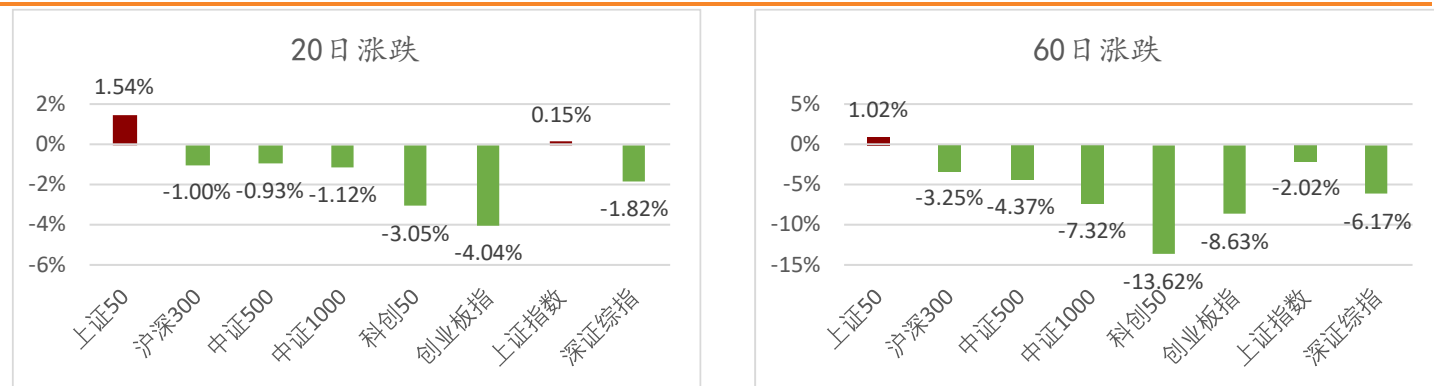 20日涨跌
1.54%
0.15%
2%
0%
-2%
-4%
-6%
-1.00%
-0.93%
-1.12%
-3.05%
-4.04%
-1.82%
上证50
沪深300
中证500
中证1000
科创50
创业板指
上证指数
深证综指
60日涨跌
1.02%
5%
0%
-5%
-10%
-15%
-3.25%
-4.37%
-7.32%
-13.62%
-8.63%
-2.02%
-6.17%
上证50
沪深300
中证500
中证1000
科创50
创业板指
上证指数
深证综指